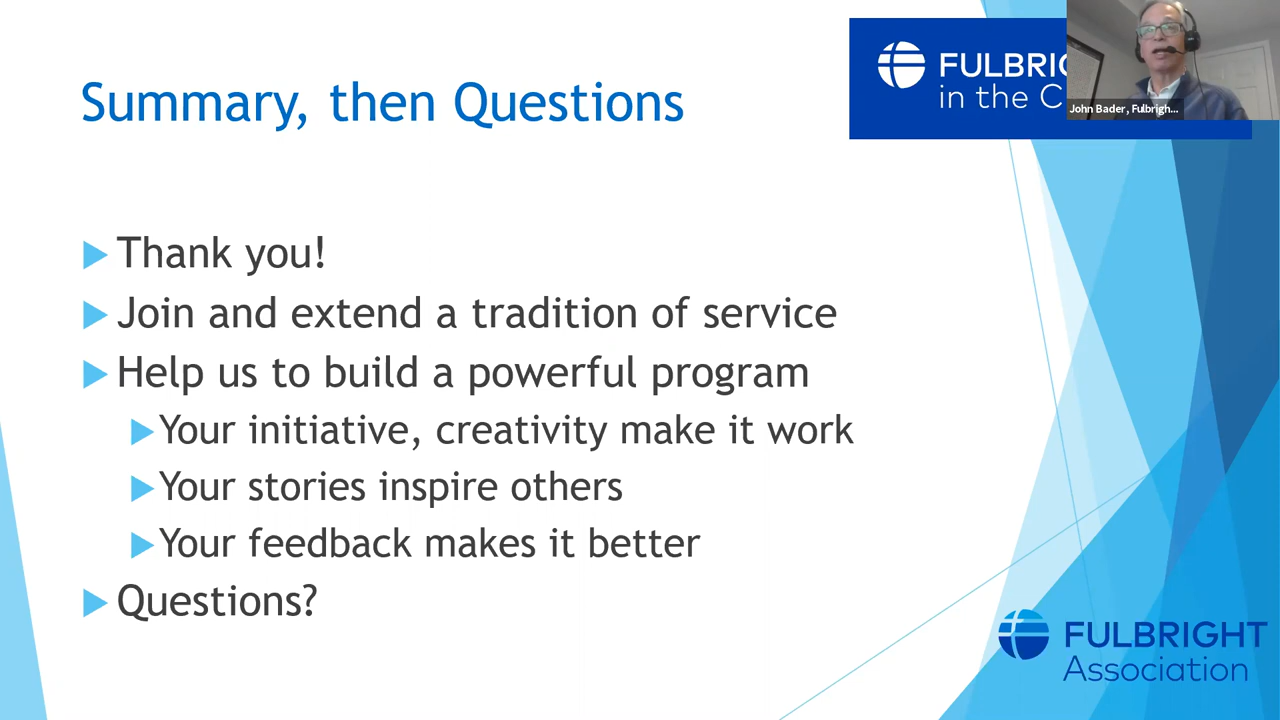 Summary, then Questions
FULBRIG
in the C
John Bader, Fulbrigh...
Thank you!
Join and extend a tradition of service
Help us to build a powerful program
Your initiative, creativity make it work
Your stories inspire others
Your feedback makes it better
Questions?
FULBRIGHT
Association